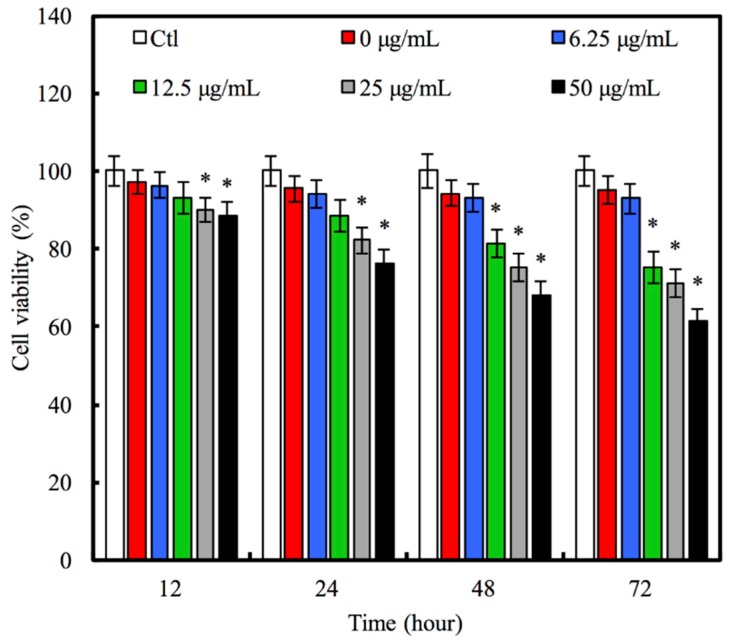 140
Ctl 0 μg/mL 6.25 μg/mL
12.5 μg/mL 25 μg/mL 50 μg/mL
120
100
80
60
40
20
0
Cell viability (%)
* *
* *
* * *
* * *
12 24 48 72
Time (hour)